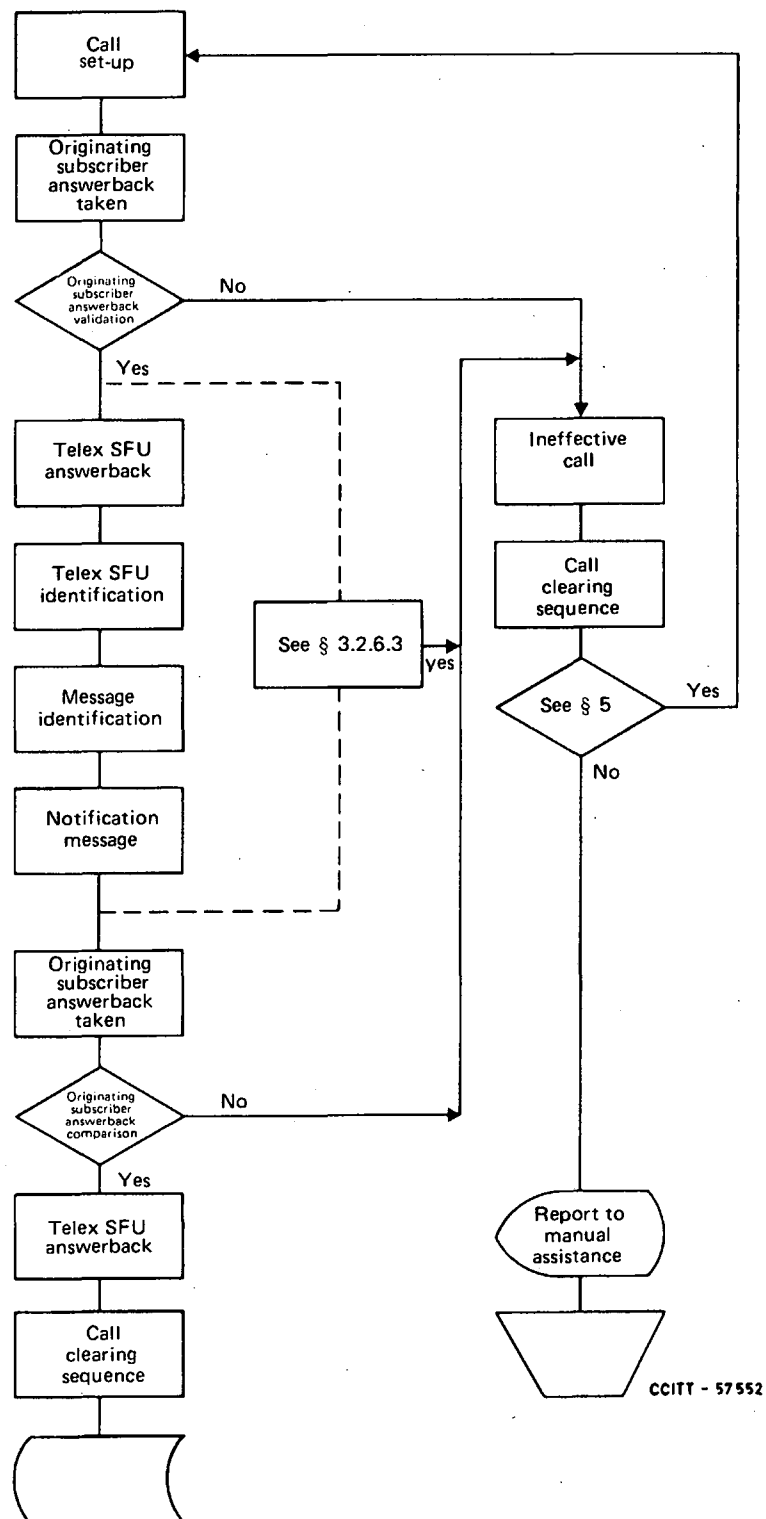 Call
set-up
Originating
subscriber
answerback
taken
Originating
subscriber
answerback
validation
No
Yes
Telex SFU
answerback
Telex SFU
identification
Message
identification
Notification
message
See § 3.2.6.3
yes
Originating
subscriber
answerback
taken
Originating
subscriber
answerback
comparison
No
Yes
Telex SFU
answerback
Call
clearing
sequence
Ineffective
call
Call
clearing
sequence
See § 5
Yes
No
Report to
manual
assistance
CCITT - 57552